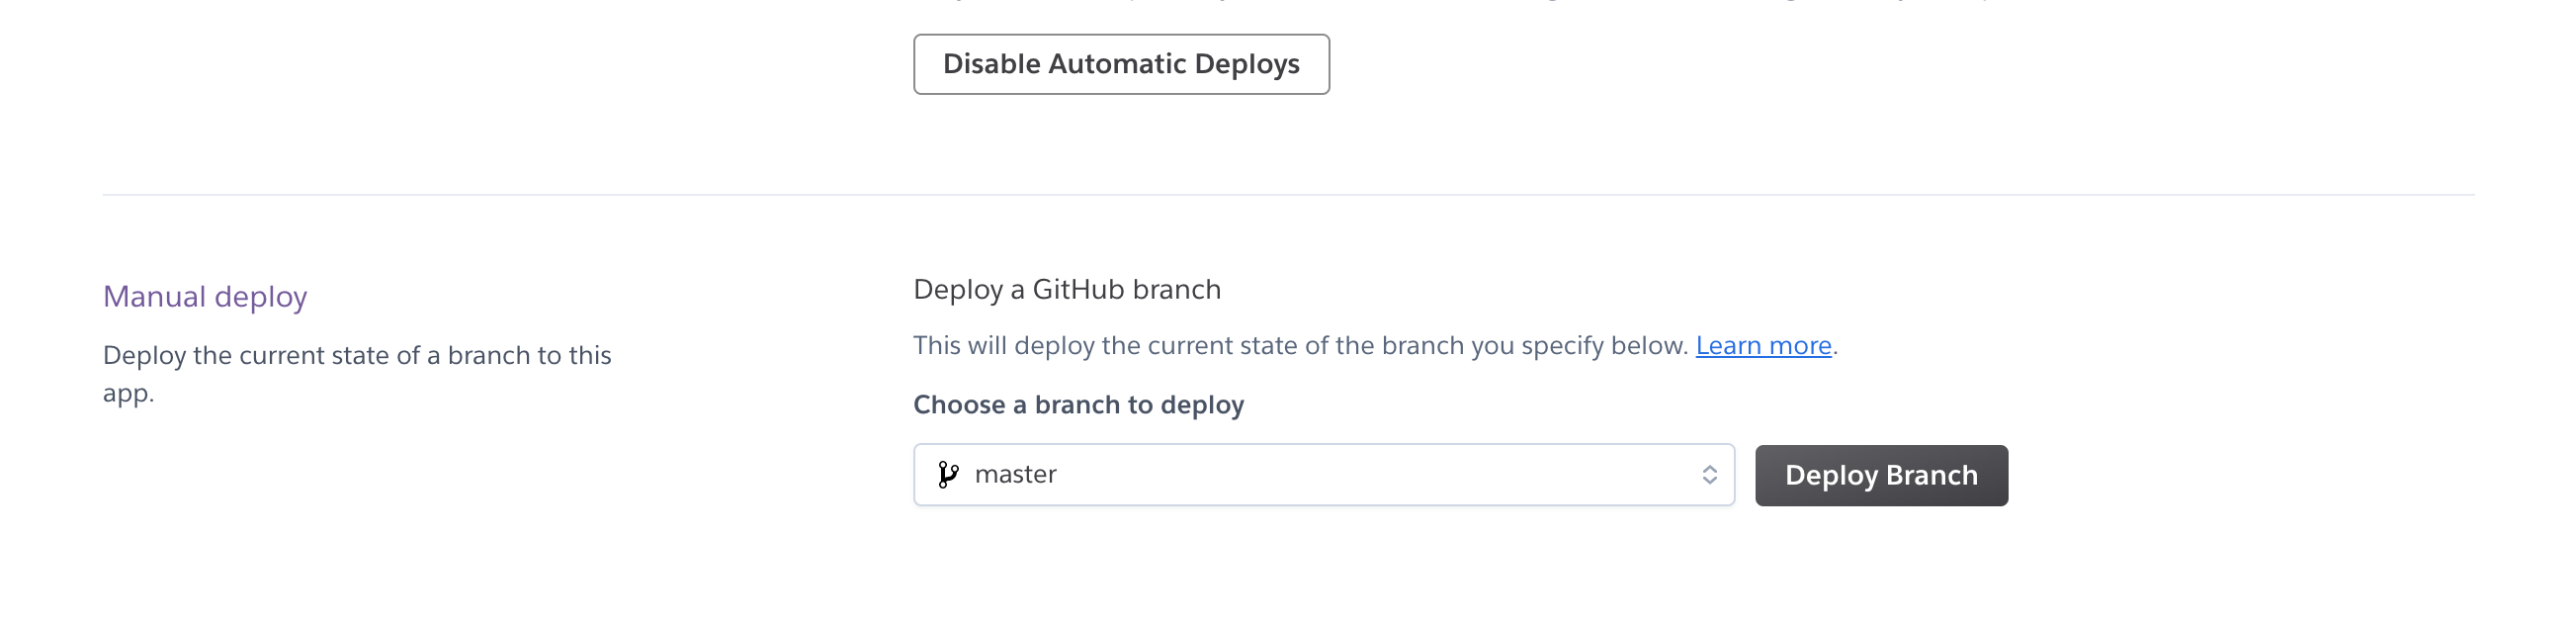 Disable Automatic Deploys
Manual deploy
Deploy the current state of a branch to this
app.
Deploy a GitHub branch
This will deploy the current state of the branch you specify below. Learn more.
Choose a branch to deploy
master
Deploy Branch